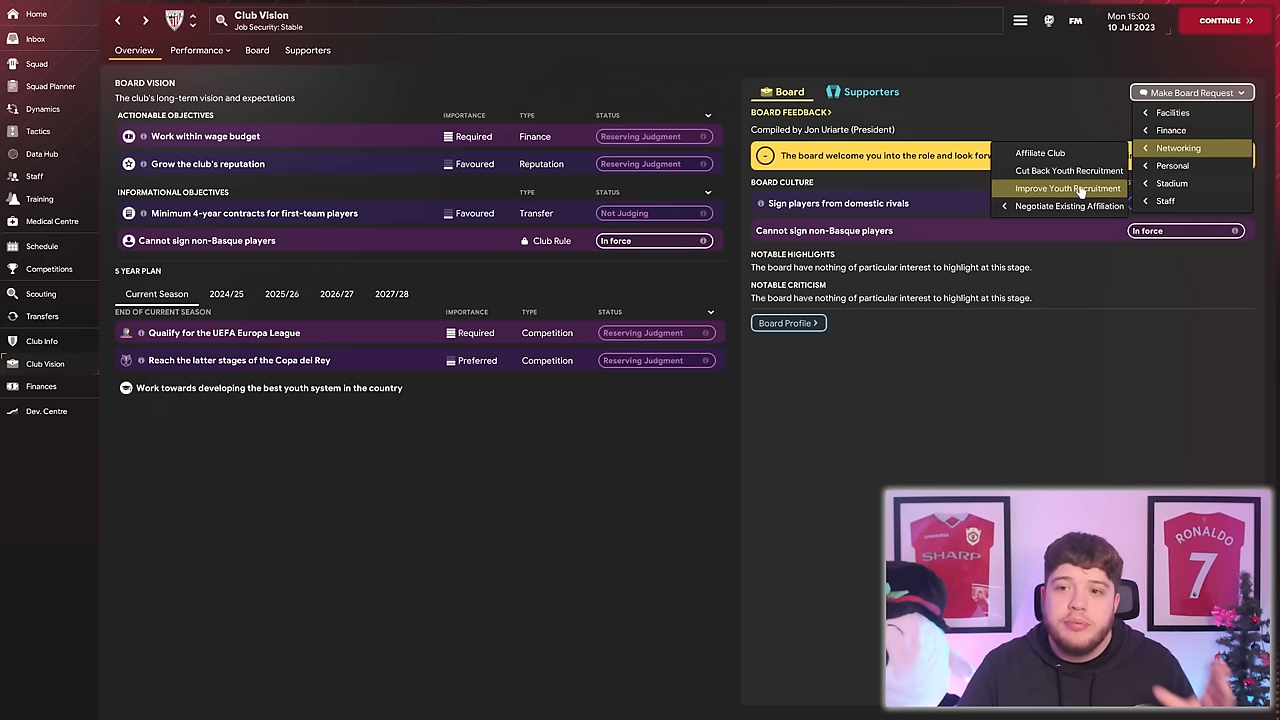 Home
Inbox
Squad
Squad Planner
Dynamics
Tactics
Data Hub
Staff
Training
Medical Centre
Schedule
Competitions
Scouting
Transfers
Club Info
Club Vision
Finances
Dev. Centre
Club Vision
Job Security: Stable
FM
Mon 15:00
10 Jul 2023
CONTINUE
Overview
Performance
Board
Supporters
BOARD VISION
The club's long-term vision and expectations
ACTIONABLE OBJECTIVES IMPORTANCE TYPE STATUS
Work within wage budget Required Finance Reserving Judgment
Grow the club's reputation Favoured Reputation Reserving Judgment
INFORMATIONAL OBJECTIVES IMPORTANCE TYPE STATUS
Minimum 4-year contracts for first-team players Favoured Transfer Not Judging
Cannot sign non-Basque players Club Rule In force
5 YEAR PLAN
Current Season 2024/25 2025/26 2026/27 2027/28
END OF CURRENT SEASON IMPORTANCE TYPE STATUS
Qualify for the UEFA Europa League Required Competition Reserving Judgment
Reach the latter stages of the Copa del Rey Preferred Competition Reserving Judgment
Work towards developing the best youth system in the country
Board Supporters
Make Board Request
BOARD FEEDBACK
Compiled by Jon Uriarte (President)
The board welcome you into the role and look
BOARD CULTURE
Sign players from domestic rivals
Cannot sign non-Basque players In force
NOTABLE HIGHLIGHTS
The board have nothing of particular interest to highlight at this stage.
NOTABLE CRITICISM
The board have nothing of particular interest to highlight at this stage.
Board Profile
Facilities
Finance
Networking
Personal
Stadium
Staff
Affiliate Club
Cut Back Youth Recruitment
Improve Youth Recruitment
Negotiate Existing Affiliation
SHARP
RONALDO
7